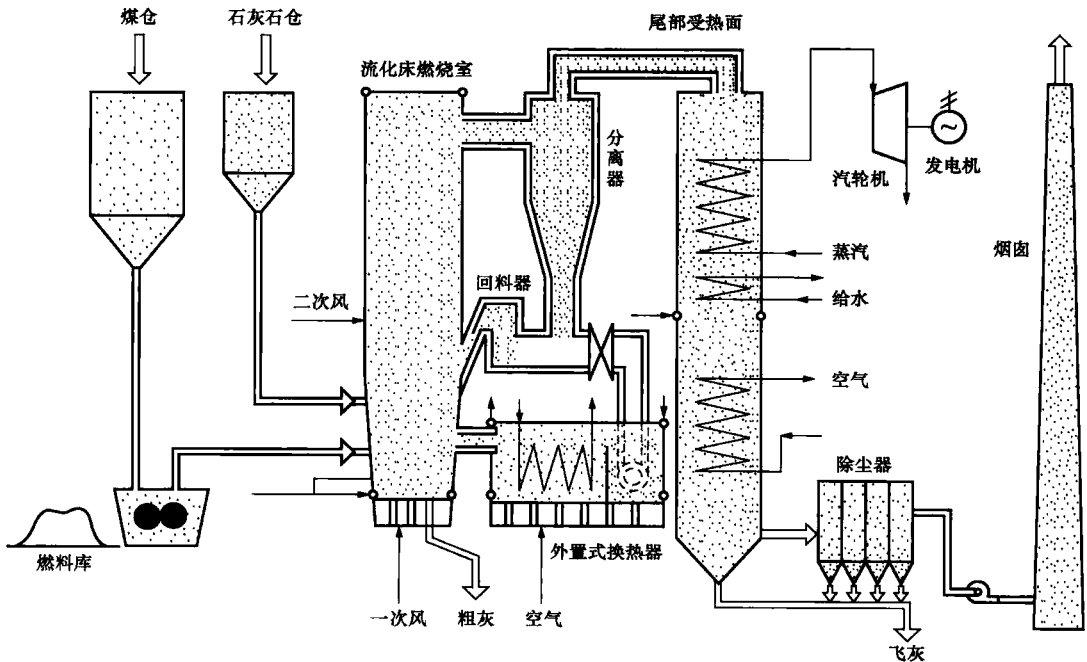 煤仓
石灰石仓
尾部受热面
流化床燃烧室
分离器
汽轮机
发电机
烟囱
蒸汽
回料器
二次风
给水
空气
除尘器
燃料库
外置式换热器
一次风
粗灰
空气
飞灰